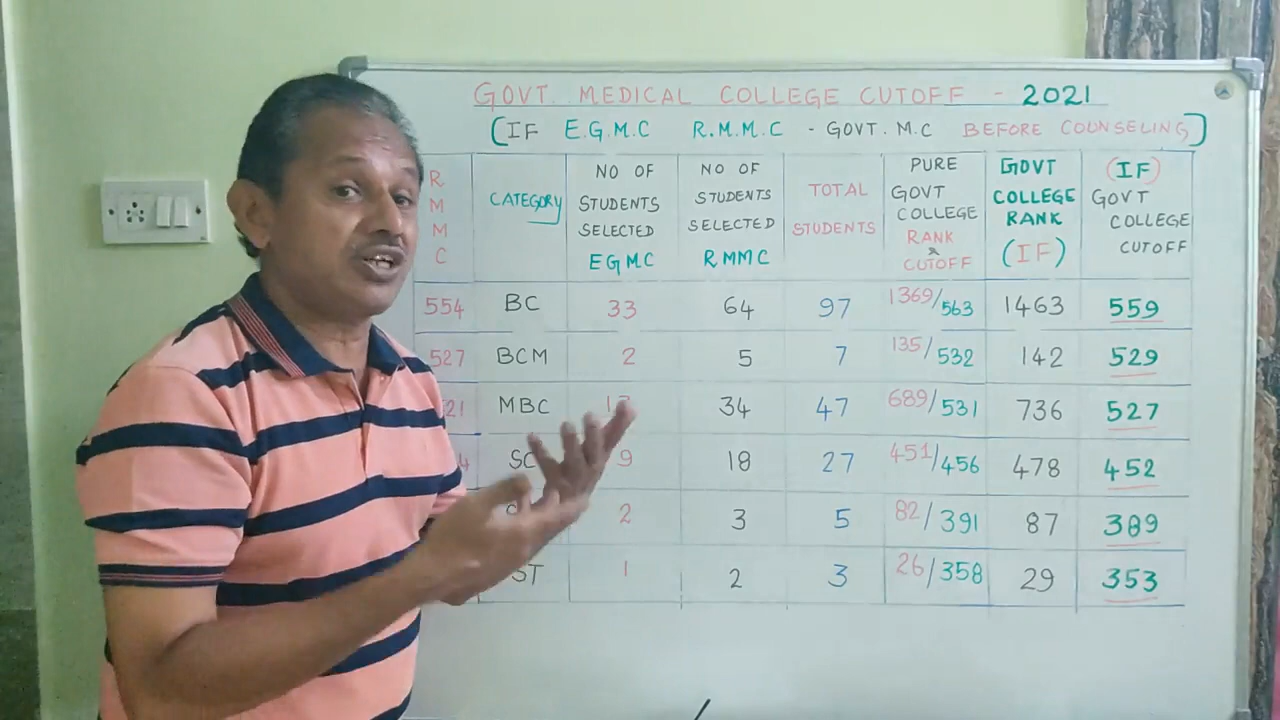 GOVT. MEDICAL COLLEGE CUTOFF - 2021
(IF E.G.M.C R.M.M.C - GOVT. M.C BEFORE COUNSELING)
R M M C
CATEGORY
NO OF
STUDENTS
SELECTED
EGMC
NO OF
STUDENTS
SELECTED
RMMC
TOTAL
STUDENTS
PURE
GOVT
COLLEGE
RANK
&
CUTOFF
GOVT
COLLEGE
RANK
(IF)
(IF)
GOVT
COLLEGE
CUTOFF
554 BC 33 64 97 1369/563 1463 559
527 BCM 2 5 7 135/532 142 529
21 MBC 34 47 689/531 736 527
SC 9 18 27 451/456 478 452
2 3 5 82/391 87 389
ST 1 2 3 26/358 29 353